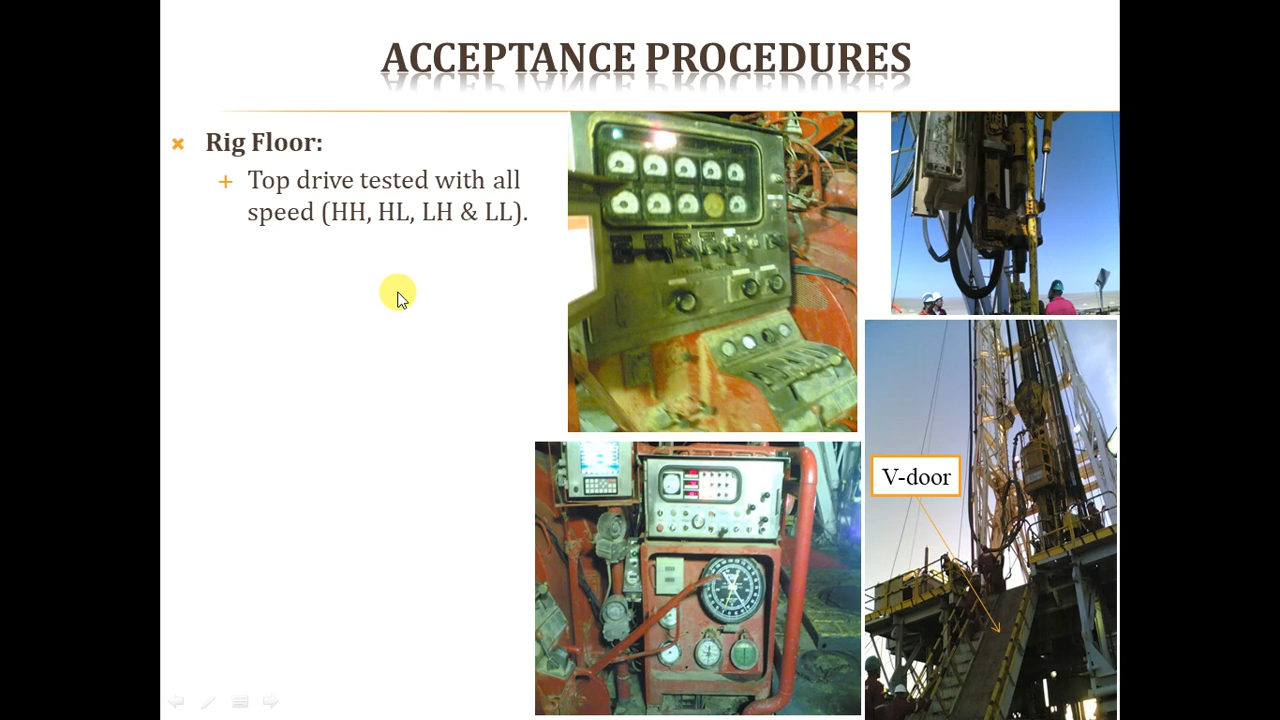 ACCEPTANCE PROCEDURES
Rig Floor:
Top drive tested with all
speed (HH, HL, LH & LL).
V-door